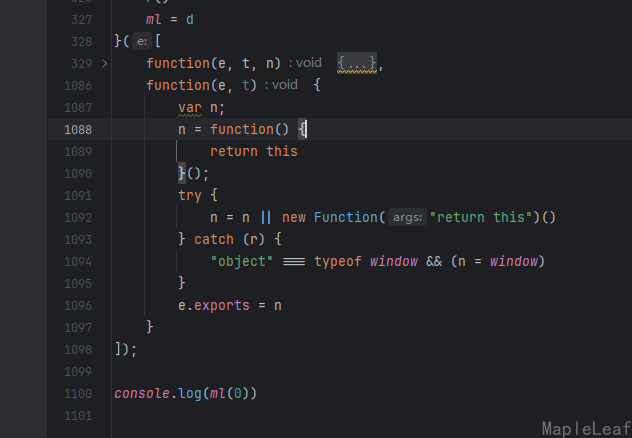 327 ml = d
328 }( e: [
329 function(e, t, n) : void {...},
1086 function(e, t) : void {
1087 var n;
1088 n = function() {
1089 return this
1090 }();
1091 try {
1092 n = n || new Function( args: "return this")()
1093 } catch (r) {
1094 "object" === typeof window && (n = window)
1095 }
1096 e.exports = n
1097 }
1098 ]);
1099
1100 console.log(ml(0))
1101
MapleLeaf